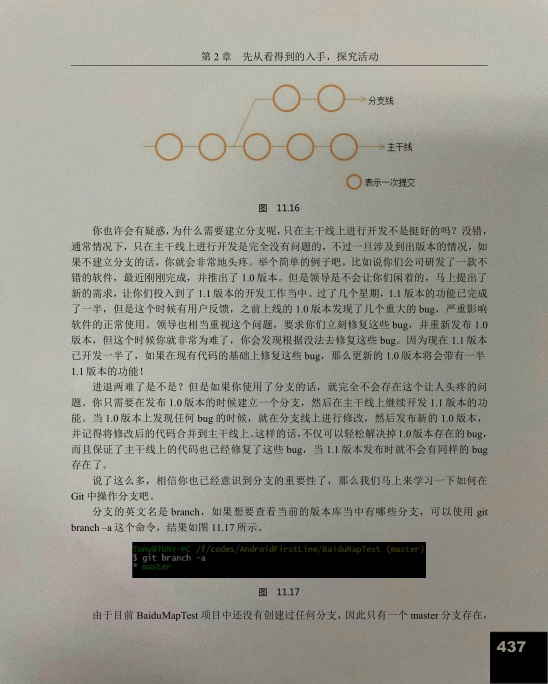 第 2 章 先从看得到的入手，探究活动
分支线
主干线
表示一次提交
图 11.16
你也许会有疑惑，为什么需要建立分支呢，只在主干线上进行开发不是挺好的吗？没错，
通常情况下，只在主干线上进行开发是完全没有问题的，不过一旦涉及到出版本的情况，如
果不建立分支的话，你就会非常地头疼。举个简单的例子吧，比如说你们公司研发了一款不
错的软件，最近刚刚完成，并推出了 1.0 版本。但是领导是不会让你们闲着的，马上提出了
新的需求，让你们投入到了 1.1 版本的开发工作当中。过了几个星期，1.1 版本的功能已完成
了一半，但是这个时候有用户反馈，之前上线的 1.0 版本发现了几个重大的 bug，严重影响
软件的正常使用。领导也相当重视这个问题，要求你们立刻修复这些 bug，并重新发布 1.0
版本，但这个时候你就非常为难了，你会发现根据没法去修复这些 bug。因为现在 1.1 版本
已开发一半了，如果在现有代码的基础上修复这些 bug，那么更新的 1.0 版本将会带有一半
1.1 版本的功能！
进退两难了是不是？但是如果你使用了分支的话，就完全不会存在这个让人头疼的问
题。你只需要在发布 1.0 版本的时候建立一个分支，然后在主干线上继续开发 1.1 版本的功
能。当 1.0 版本上发现任何 bug 的时候，就在分支线上进行修改，然后发布新的 1.0 版本，
并记得将修改后的代码合并到主干线上。这样的话，不仅可以轻松解决掉 1.0 版本存在的 bug，
而且保证了主干线上的代码也已经修复了这些 bug，当 1.1 版本发布时就不会有同样的 bug
存在了。
说了这么多，相信你也已经意识到分支的重要性了，那么我们马上来学习一下如何在
Git 中操作分支吧。
分支的英文名是 branch，如果想要查看当前的版本库当中有哪些分支，可以使用 git
branch –a 这个命令，结果如图 11.17 所示。
Tony@TONY-PC /f/codes/AndroidFirstLine/BaiduMapTest (master)
$ git branch -a
* master
图 11.17
由于目前 BaiduMapTest 项目中还没有创建过任何分支，因此只有一个 master 分支存在，
437